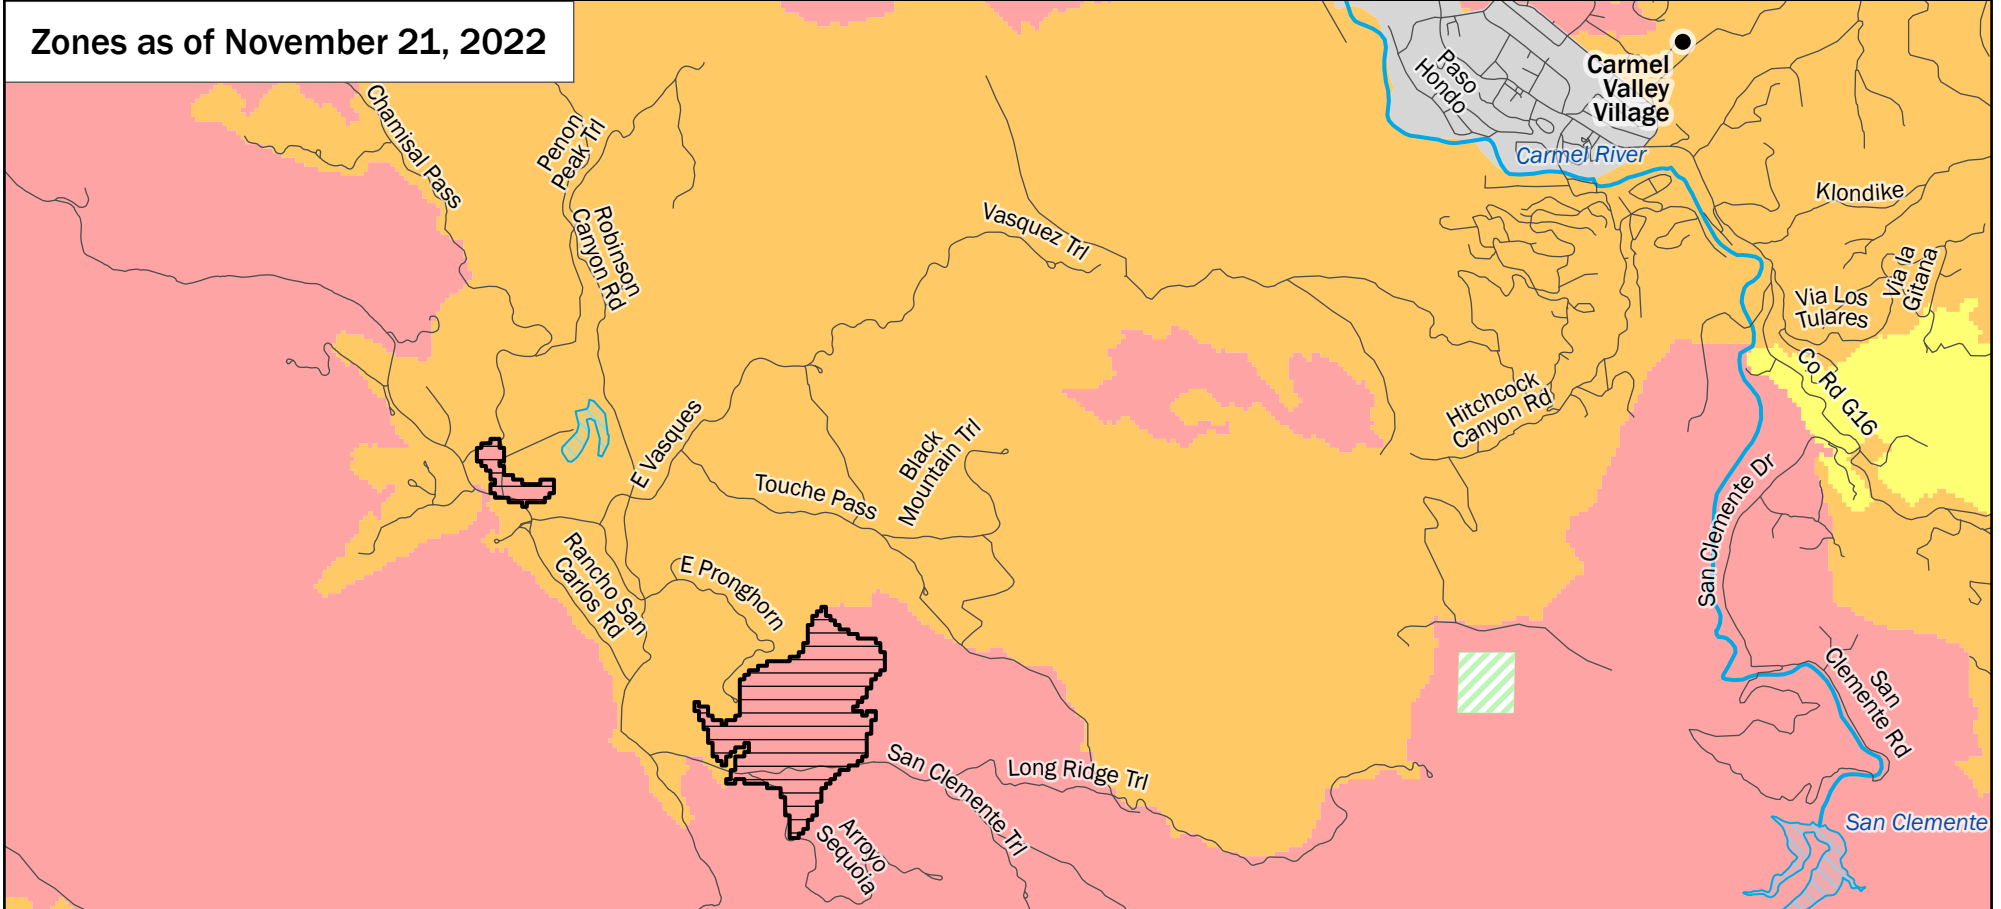 Zones as of November 21, 2022
Chamisal Pass
Penon
Peak Trl
Robinson
Canyon Rd
Vasquez Trl
Paso
Hondo
Carmel
Valley
Village
Carmel River
Klondike
Via la
Gitana
Via Los
Tulares
Co Rd G16
Hitchcock
Canyon Rd
E Vasques
Touche Pass
Black
Mountain Trl
San Clemente Dr
Rancho San
Carlos Rd
E Pronghorn
San
Clemente Rd
San Clemente Trl
Long Ridge Trl
Arroyo
Sequoia
San Clemente